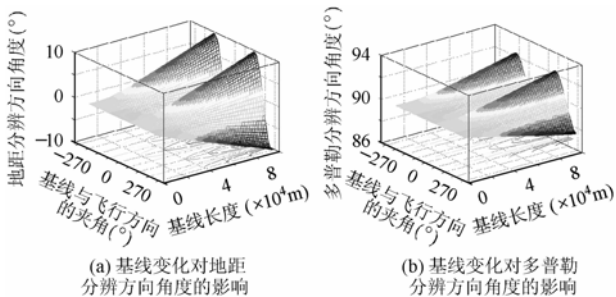 地距分辨方向角度(°)
10
0
−10
−270
0
270
基线与飞行方向
的夹角(°)
0
4
8
基线长度(×10⁴m)
(a) 基线变化对地距
分辨方向角度的影响
多普勒分辨方向角度(°)
94
90
86
−270
0
270
基线与飞行方向
的夹角(°)
0
4
8
基线长度(×10⁴m)
(b) 基线变化对多普勒
分辨方向角度的影响